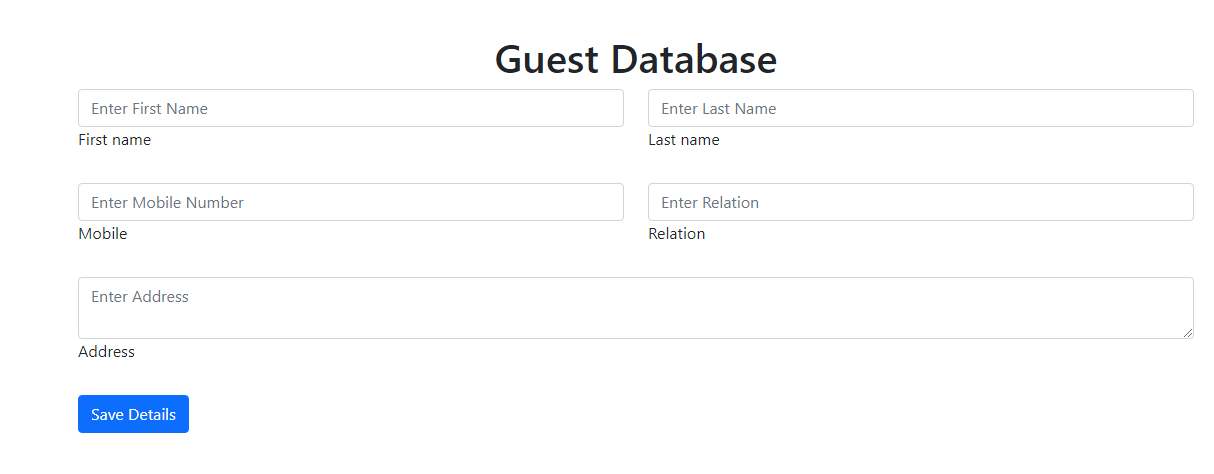 Guest Database
Enter First Name
Enter Last Name
First name
Last name
Enter Mobile Number
Enter Relation
Mobile
Relation
Enter Address
Address
Save Details